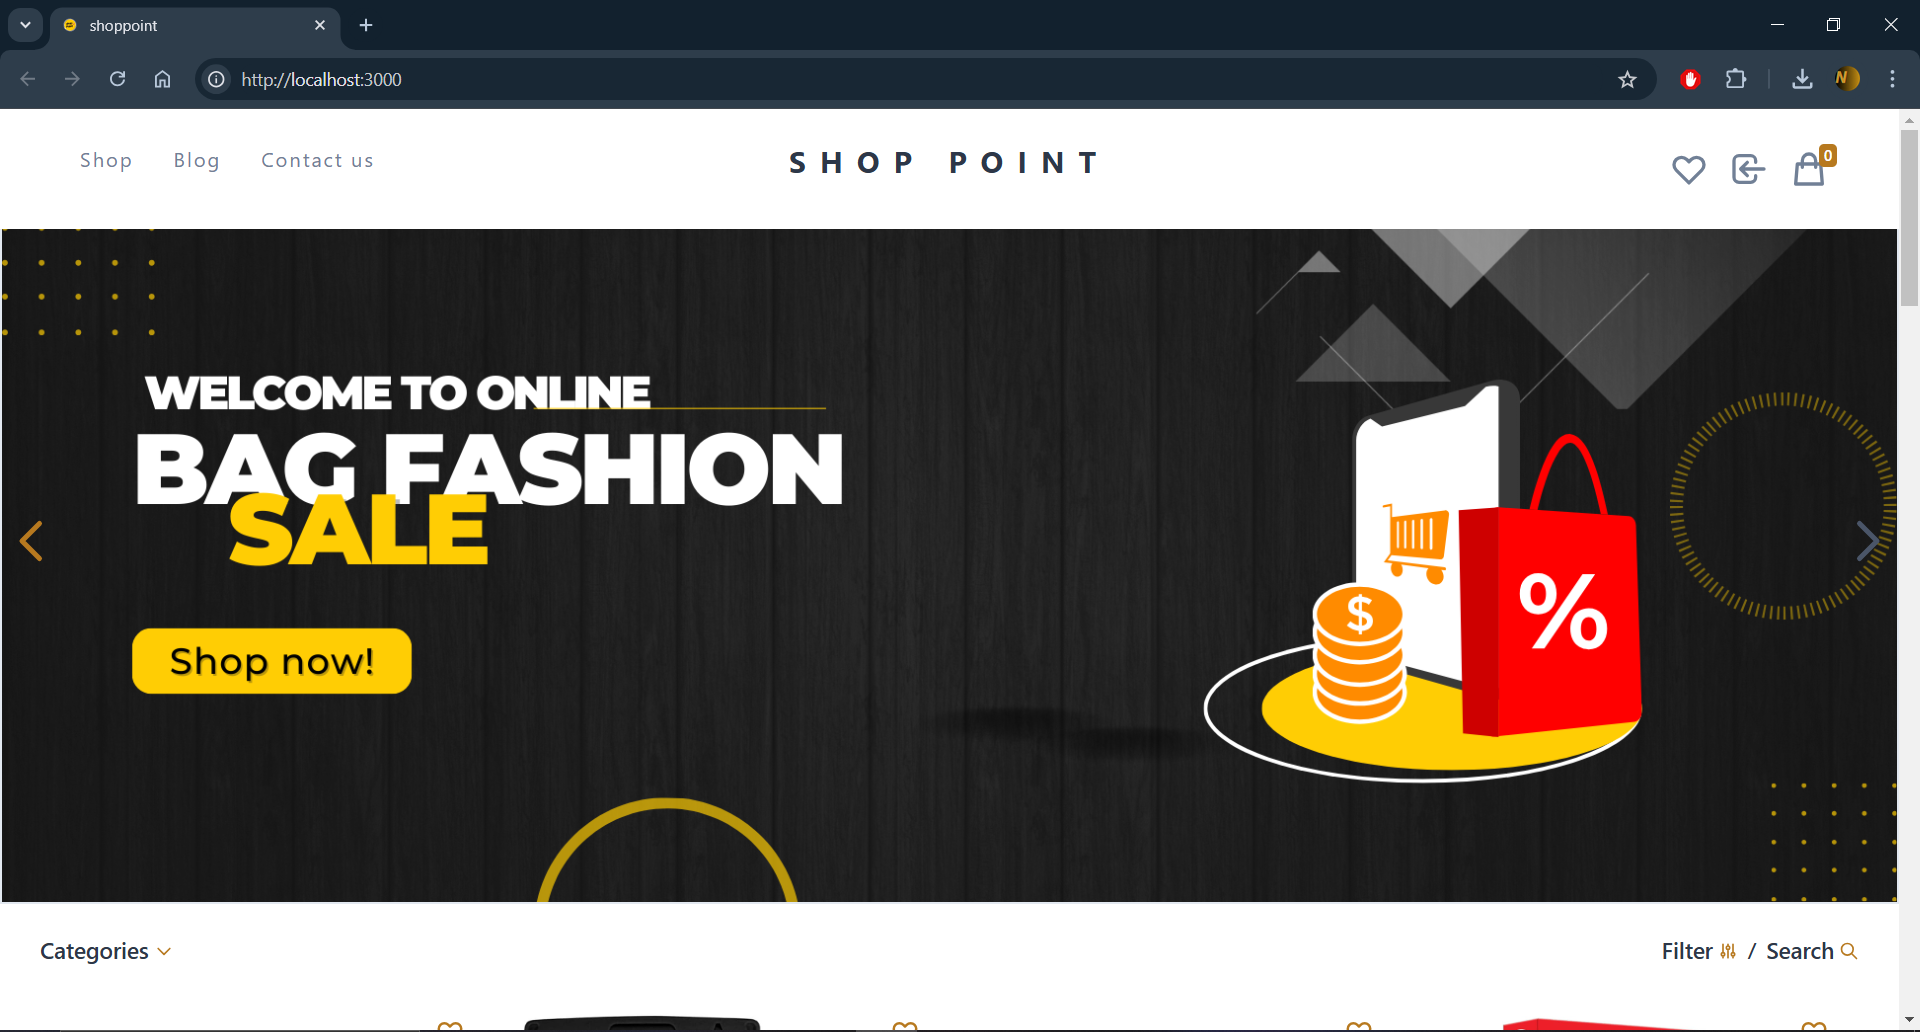 shoppoint
http://localhost:3000
Shop Blog Contact us
SHOP POINT
0
WELCOME TO ONLINE
BAG FASHION
SALE
Shop now!
$
%
Categories
Filter / Search